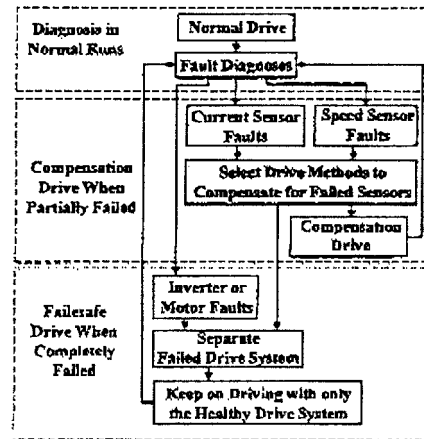 Diagnosis in
Normal Runs
Normal Drive
Fault Diagnoses
Current Sensor
Faults
Speed Sensor
Faults
Compensation
Drive When
Partially Failed
Select Drive Methods to
Compensate for Failed Sensors
Compensation
Drive
Failesafe
Drive When
Completely
Failed
Inverter or
Motor Faults
Separate
Failed Drive System
Keep on Driving with only
the Healthy Drive System